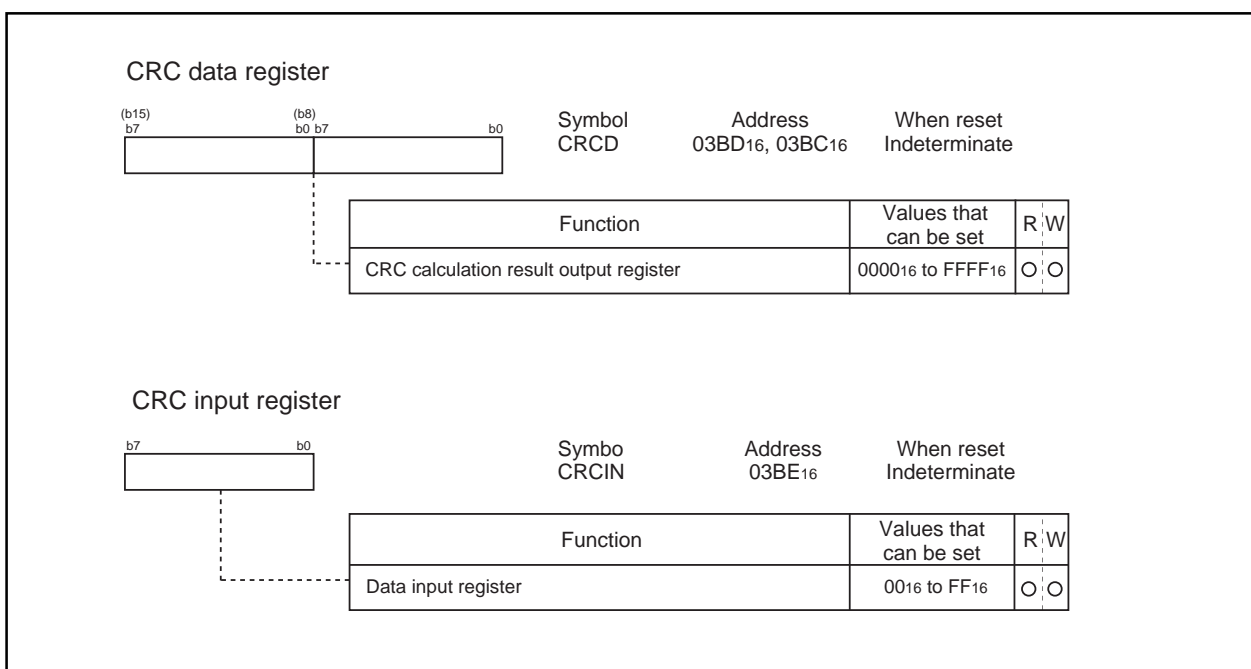 CRC data register
(b15) (b8)
b7 b0 b7 b0
Symbol Address When reset
CRCD 03BD16, 03BC16 Indeterminate
Function Values that can be set R W
CRC calculation result output register 000016 to FFFF16 O O
CRC input register
b7 b0
Symbo Address When reset
CRCIN 03BE16 Indeterminate
Function Values that can be set R W
Data input register 0016 to FF16 O O